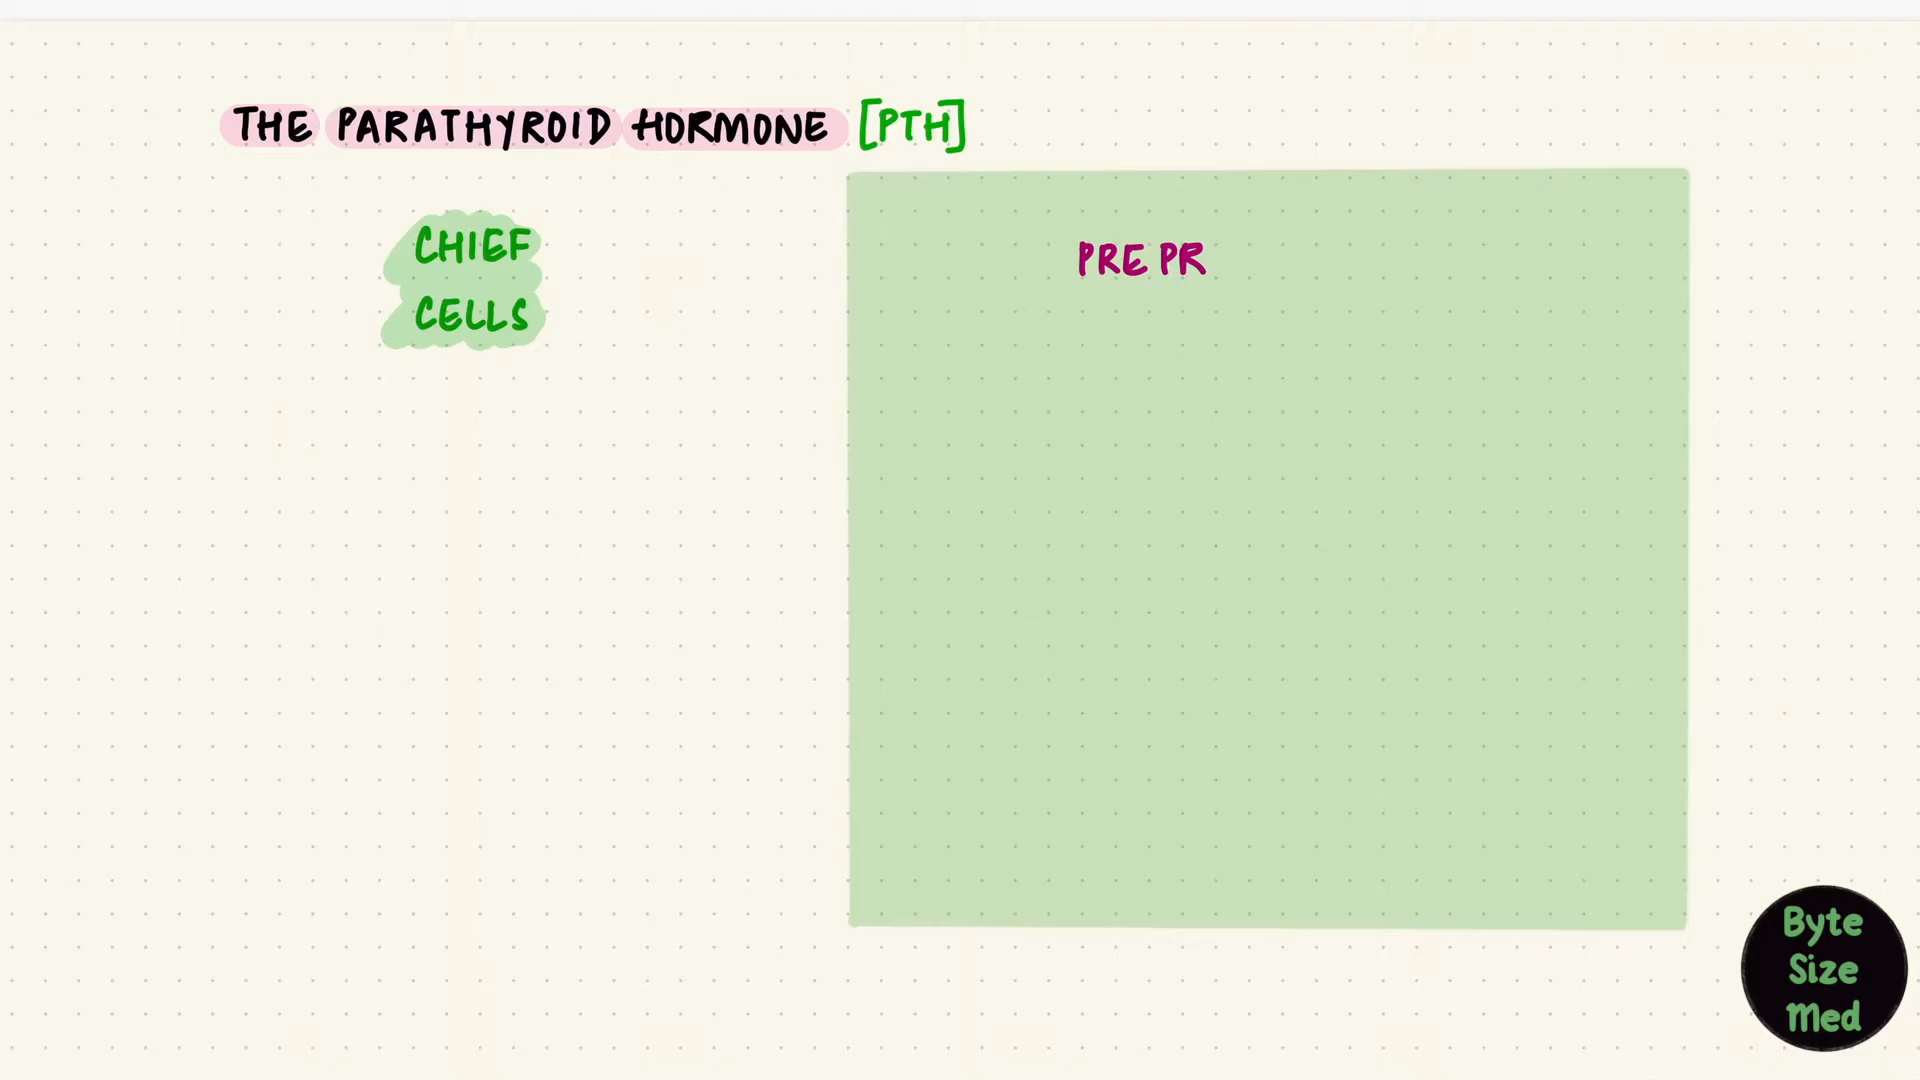 THE PARATHYROID HORMONE [PTH]
CHIEF
CELLS
PRE PR
Byte
Size
Med